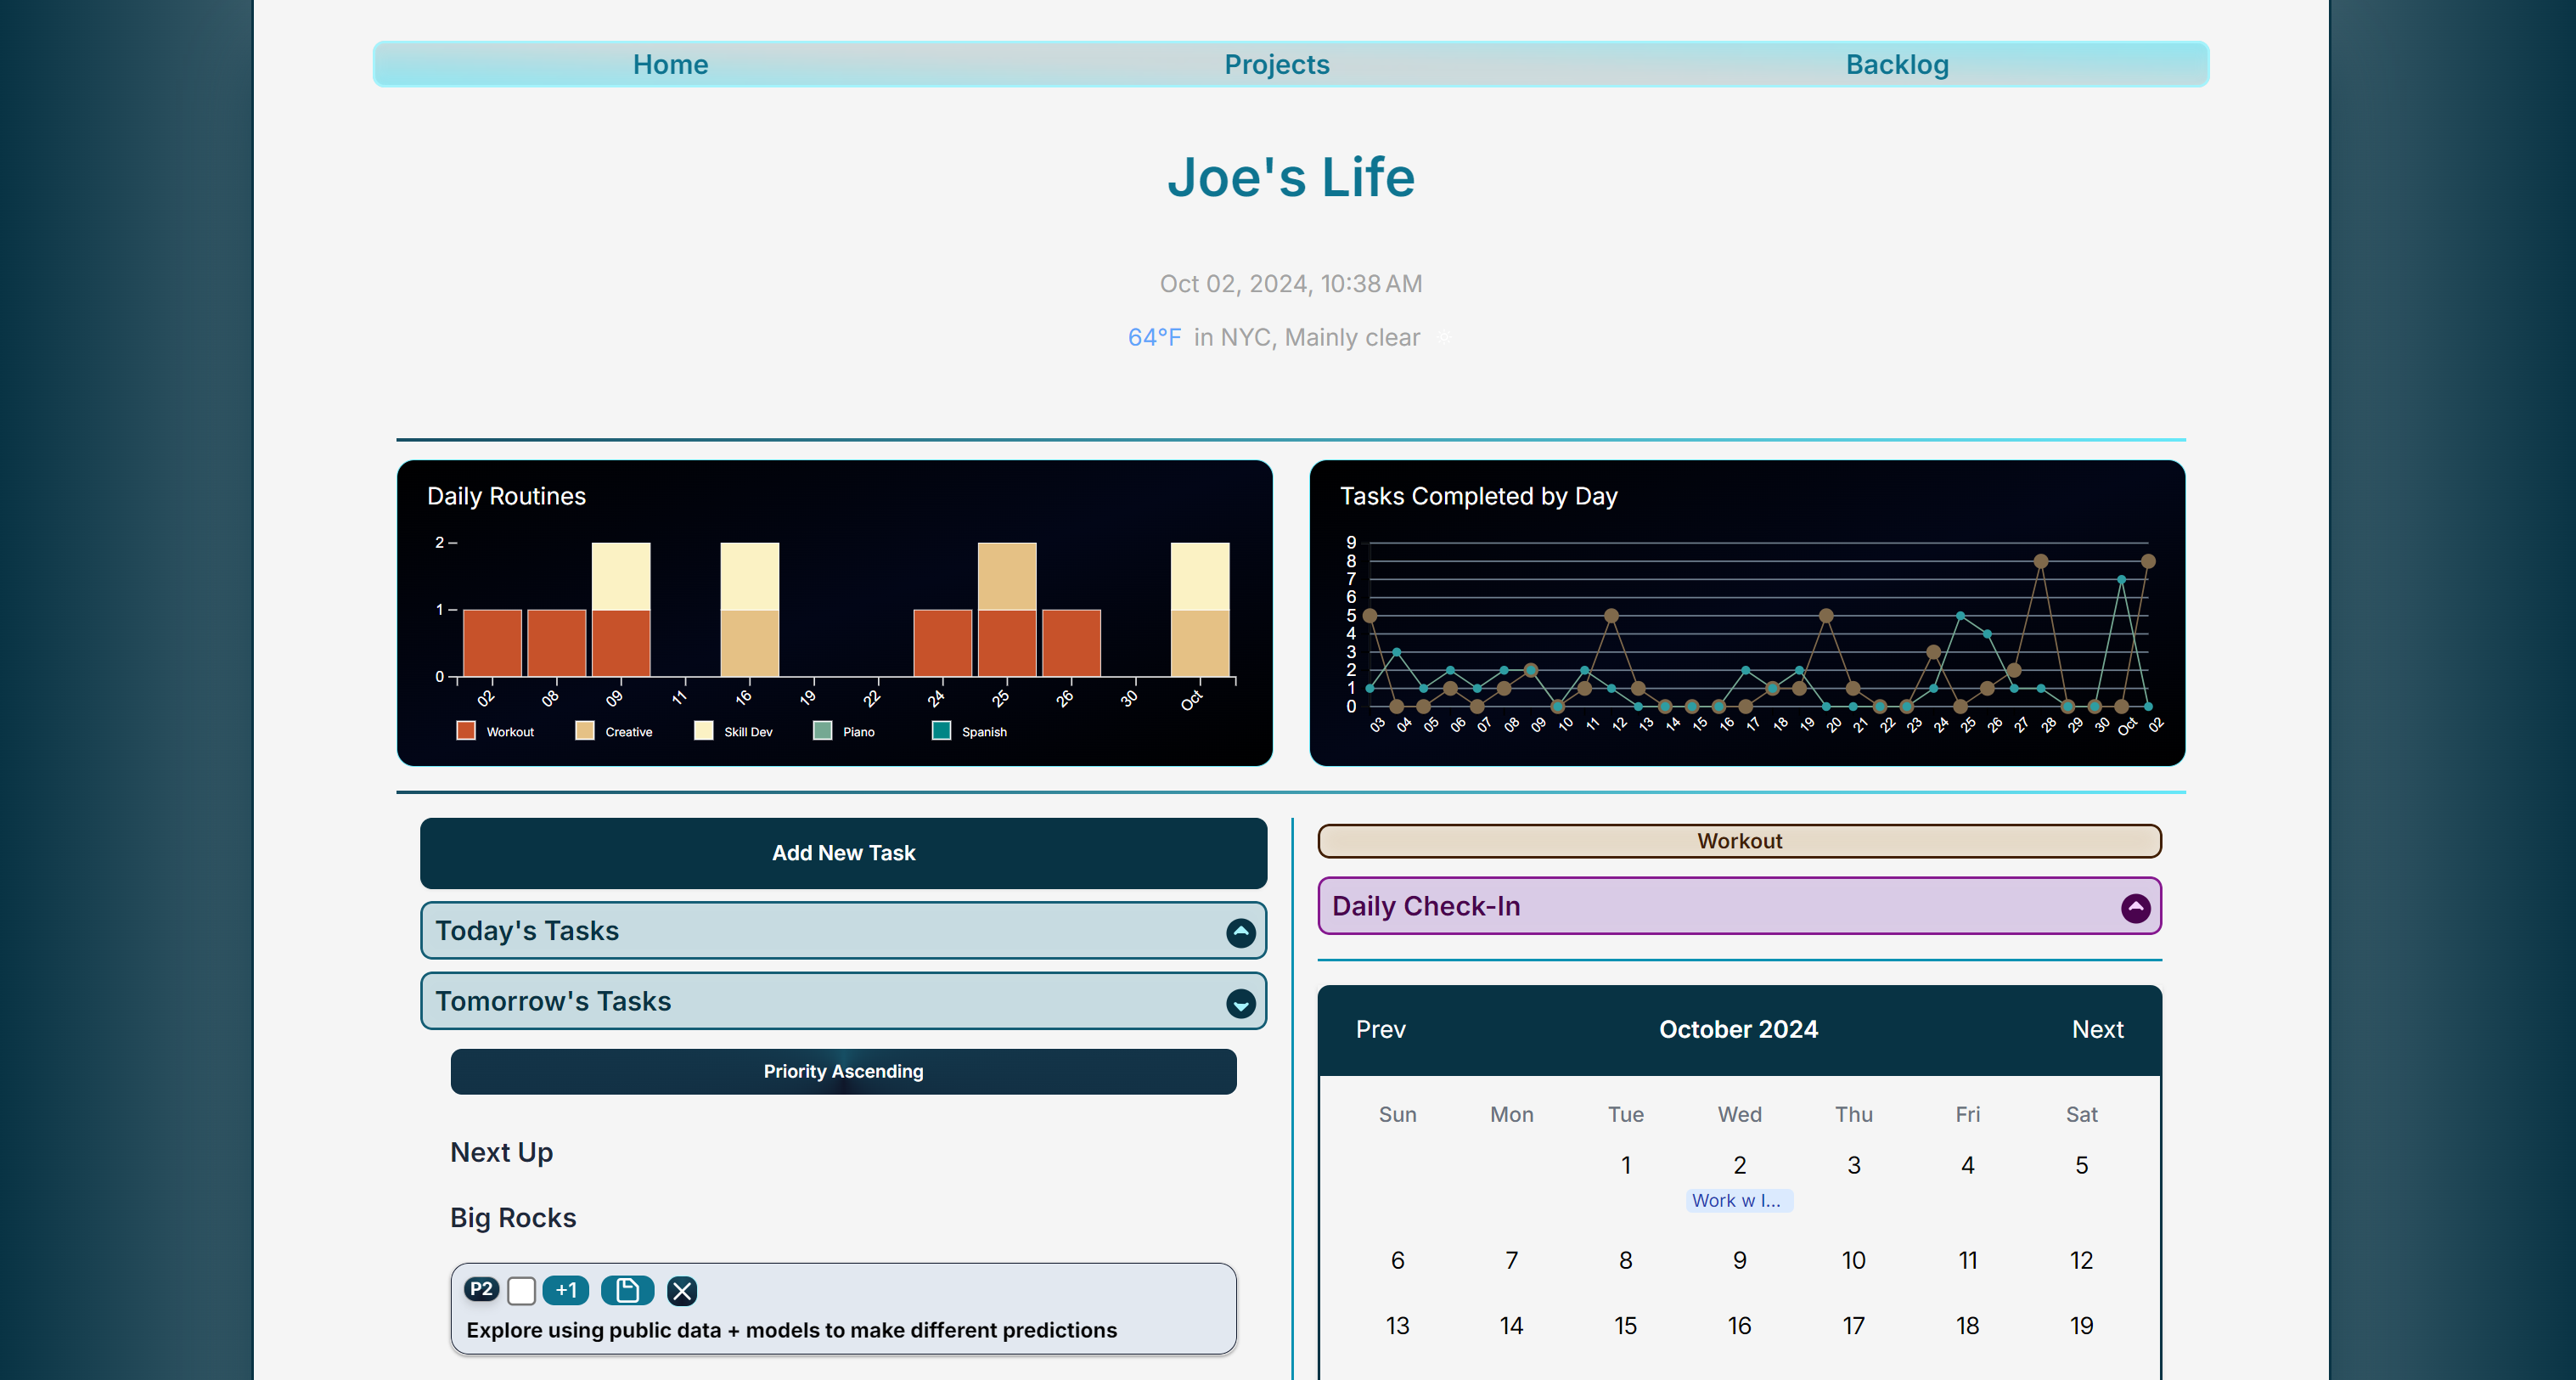 Home Projects Backlog
Joe's Life
Oct 02, 2024, 10:38 AM
64°F in NYC, Mainly clear
Daily Routines
2
1
0
02 08 09 11 16 19 22 24 25 26 30 Oct
Workout Creative Skill Dev Piano Spanish
Tasks Completed by Day
9
8
7
6
5
4
3
2
1
0
03 04 05 06 07 08 09 10 11 12 13 14 15 16 17 18 19 20 21 22 23 24 25 26 27 28 29 30 Oct 02
Add New Task
Today's Tasks
Tomorrow's Tasks
Priority Ascending
Next Up
Big Rocks
P2 +1
Explore using public data + models to make different predictions
Workout
Daily Check-In
Prev October 2024 Next
Sun Mon Tue Wed Thu Fri Sat
1 2 3 4 5
Work w I...
6 7 8 9 10 11 12
13 14 15 16 17 18 19